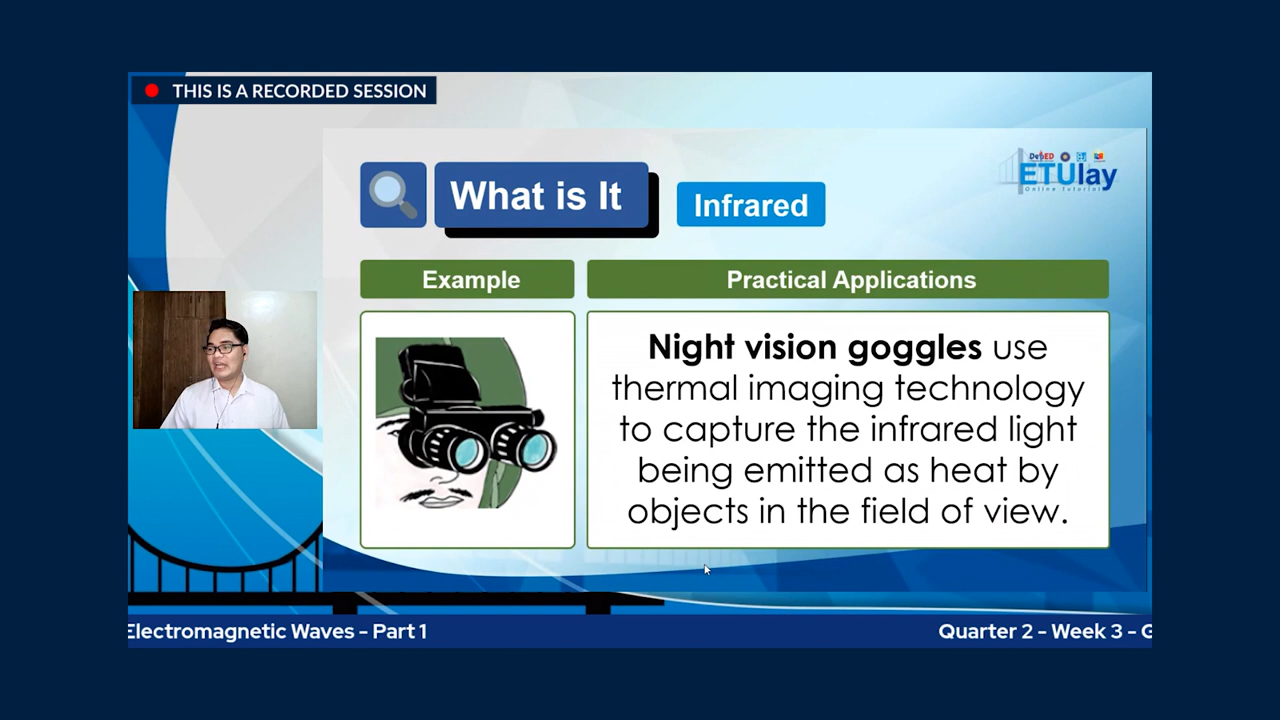 THIS IS A RECORDED SESSION
DepED
ETUlay
Online Tutorial
What is It
Infrared
Example
Practical Applications
Night vision goggles use
thermal imaging technology
to capture the infrared light
being emitted as heat by
objects in the field of view.
Electromagnetic Waves - Part 1
Quarter 2 - Week 3 - G